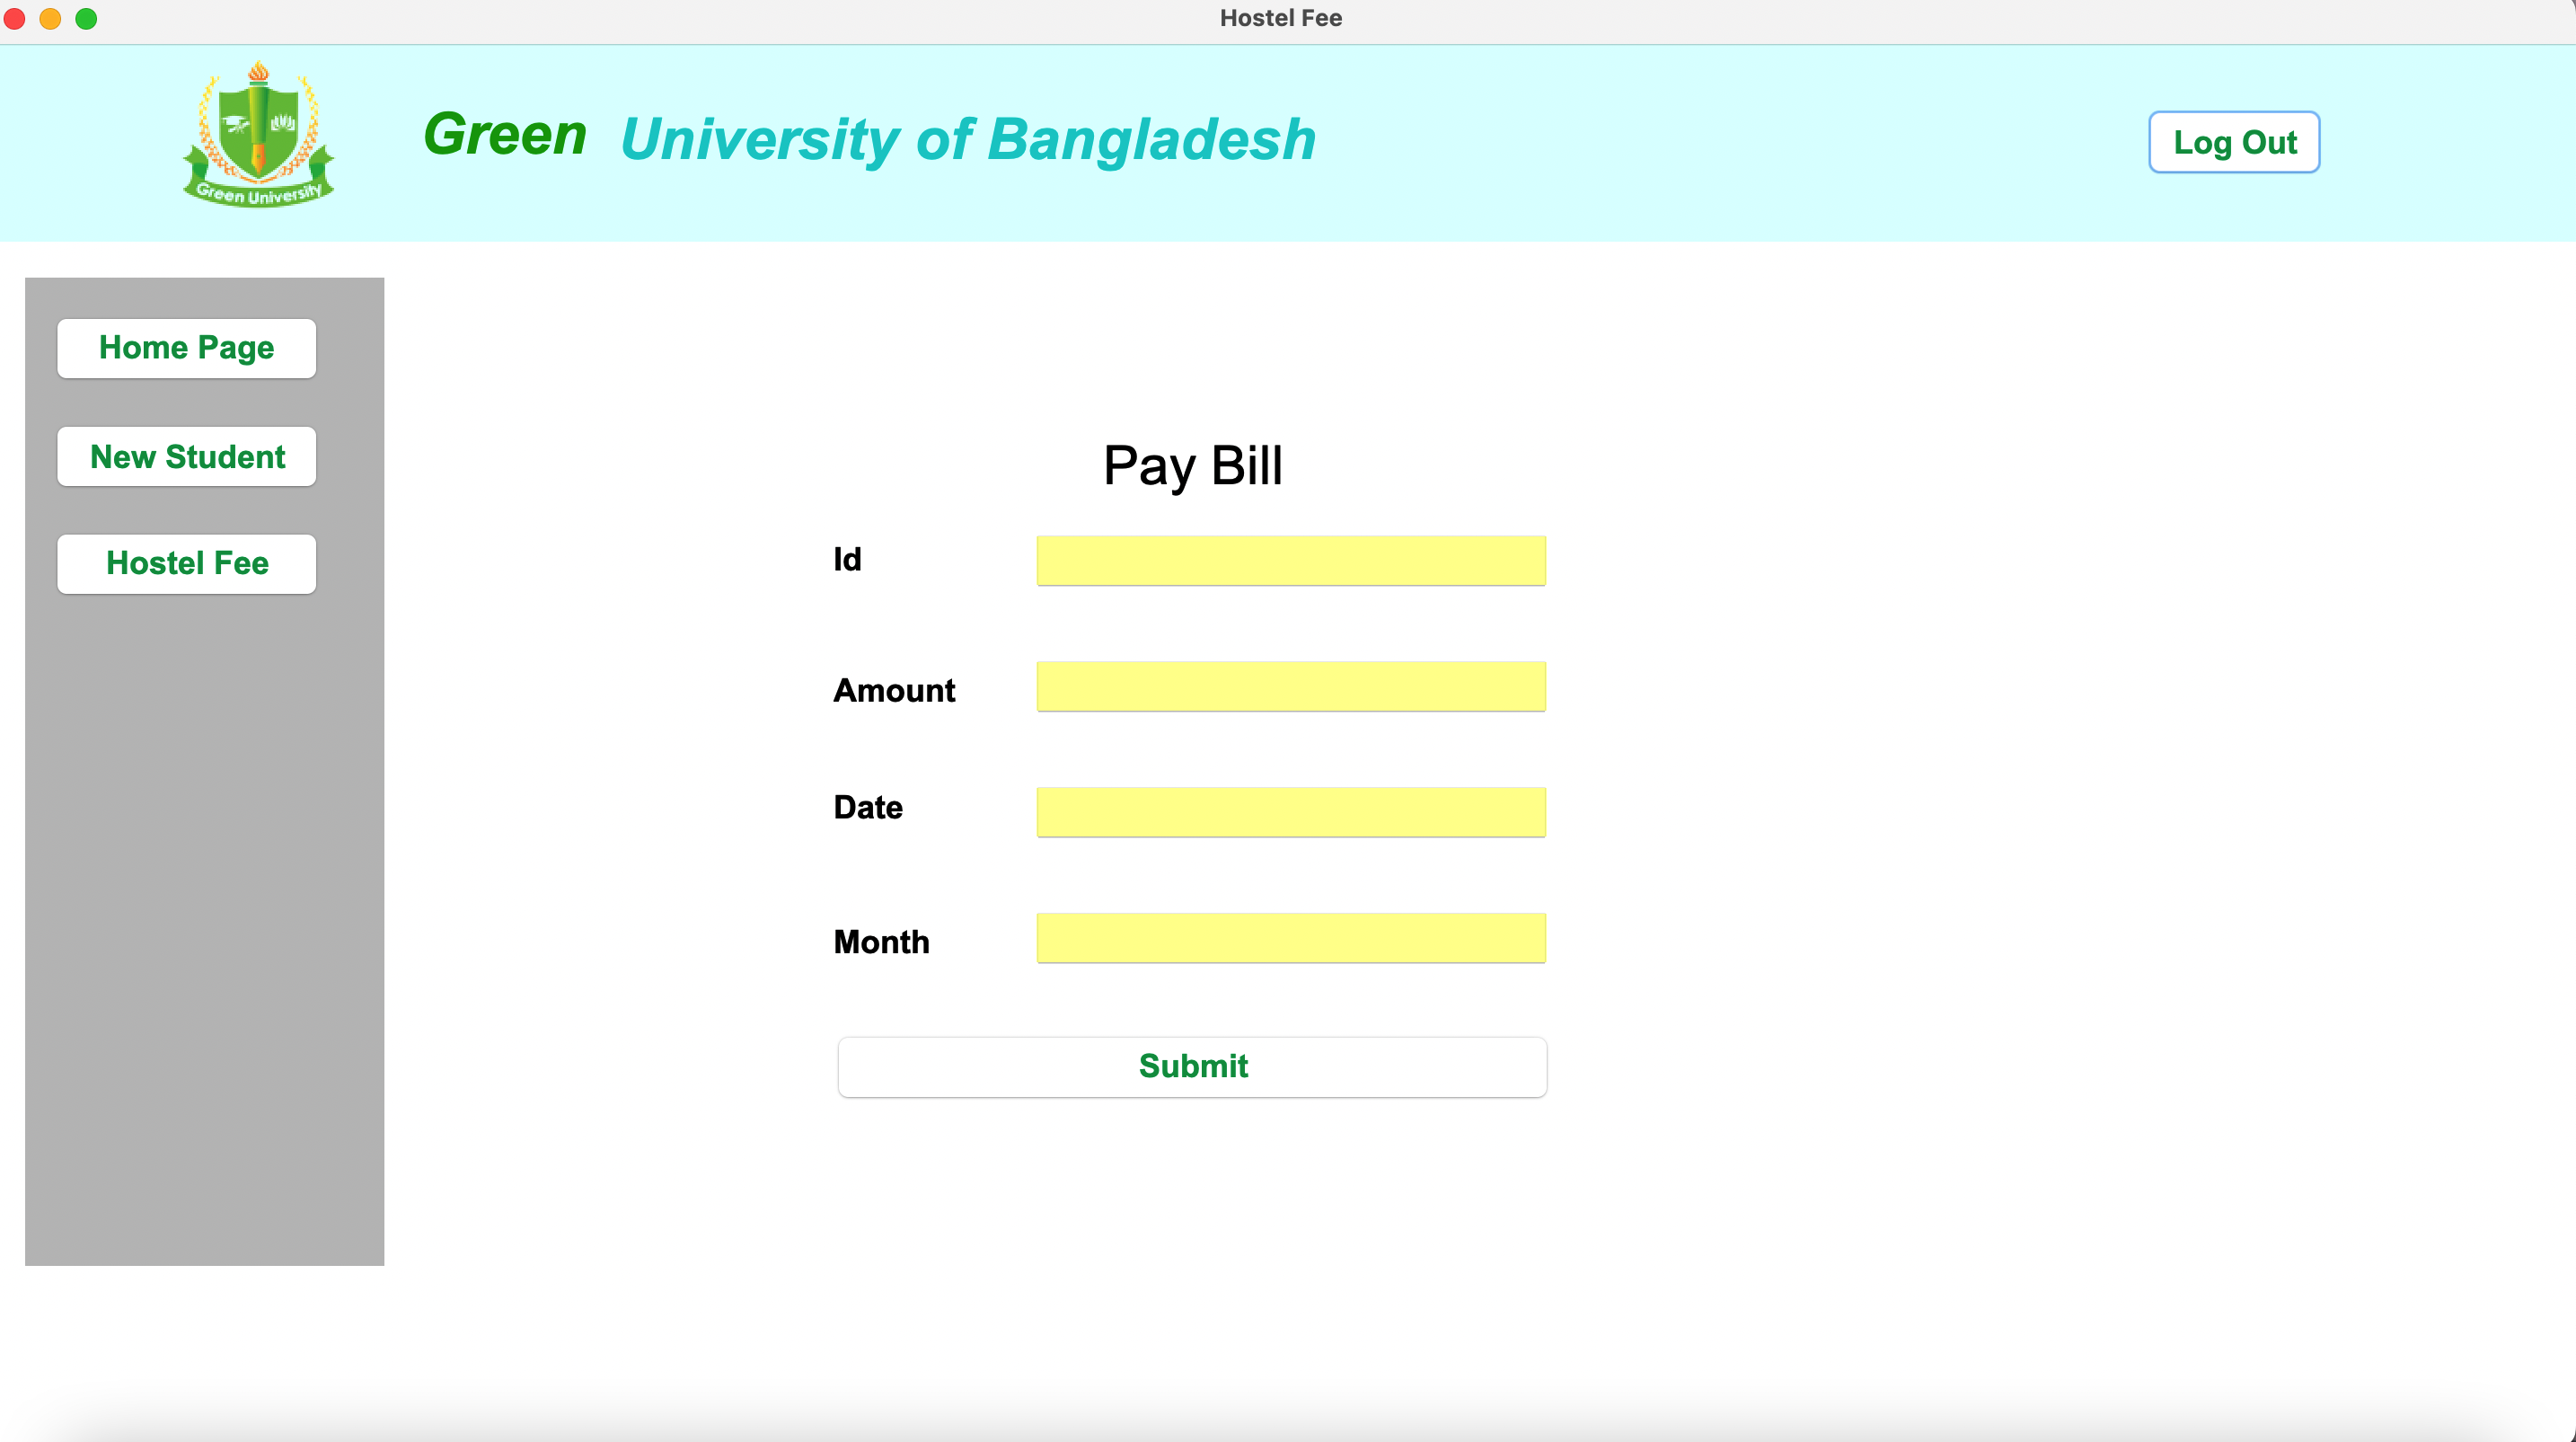 Hostel Fee
Green University
Green University of Bangladesh
Log Out
Home Page
New Student
Hostel Fee
Pay Bill
Id
Amount
Date
Month
Submit